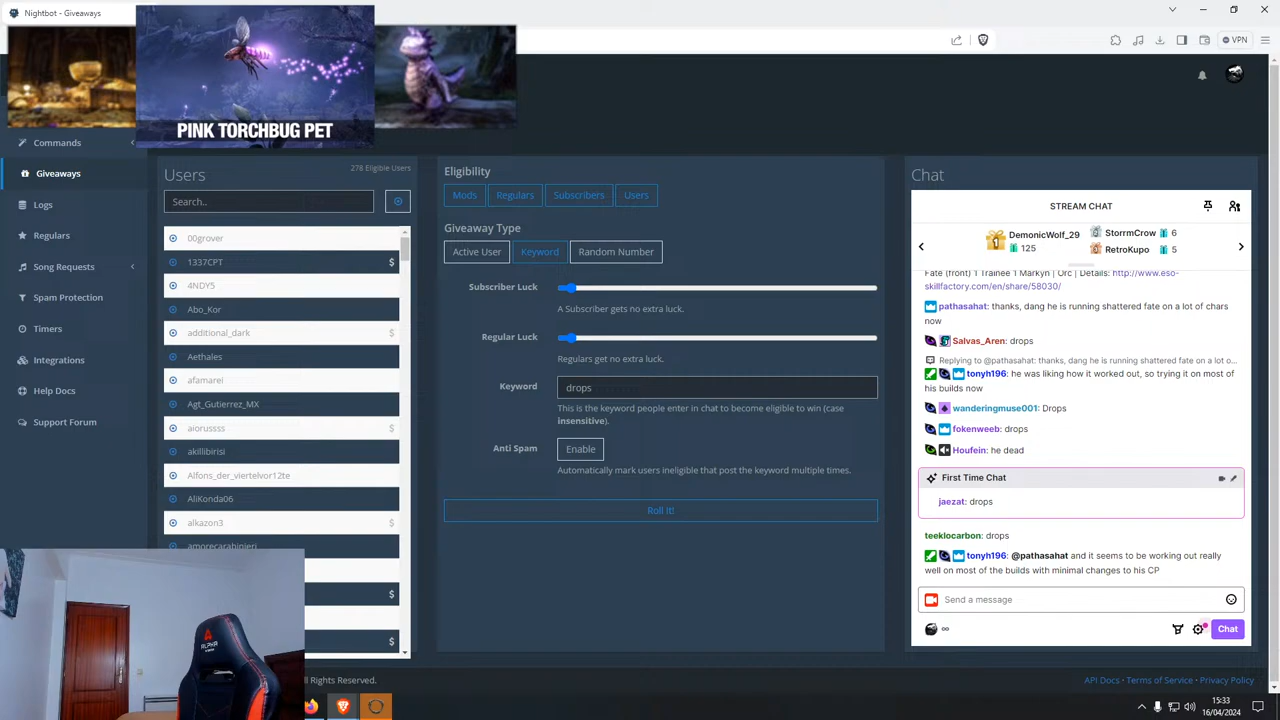 Nightbot - Giveaways
VPN
PINK TORCHBUG PET
Commands
Giveaways
Logs
Regulars
Song Requests
Spam Protection
Timers
Integrations
Help Docs
Support Forum
Users
278 Eligible Users
Search..
00grover
1337CPT $
4NDY5
Abo_Kor
additional_dark $
Aethales
afamarei
Agt_Gutierrez_MX
aiorussss $
akillibirisi
Alfons_der_viertelvor12te
AliKonda06
alkazon3 $
amorecarabinieri
$
$
Eligibility
Mods
Regulars
Subscribers
Users
Giveaway Type
Active User
Keyword
Random Number
Subscriber Luck
A Subscriber gets no extra luck.
Regular Luck
Regulars get no extra luck.
Keyword
drops
This is the keyword people enter in chat to become eligible to win (case
insensitive).
Anti Spam
Enable
Automatically mark users ineligible that post the keyword multiple times.
Roll It!
Chat
STREAM CHAT
DemonicWolf_29
125
StorrmCrow 6
RetroKupo 5
Fate (front) 1 Trainee 1 Markyn | Orc | Details: http://www.eso-
skillfactory.com/en/share/58030/
pathasahat: thanks, dang he is running shattered fate on a lot of chars
now
Salvas_Aren: drops
Replying to @pathasahat: thanks, dang he is running shattered fate on a lot o...
tonyh196: he was liking how it worked out, so trying it on most of
his builds now
wanderingmuse001: Drops
fokenweeb: drops
Houfein: he dead
First Time Chat
jaezat: drops
teeklocarbon: drops
tonyh196: @pathasahat and it seems to be working out really
well on most of the builds with minimal changes to his CP
Send a message
∞
Chat
ALPHA
ll Rights Reserved.
API Docs · Terms of Service · Privacy Policy
15:33
16/04/2024